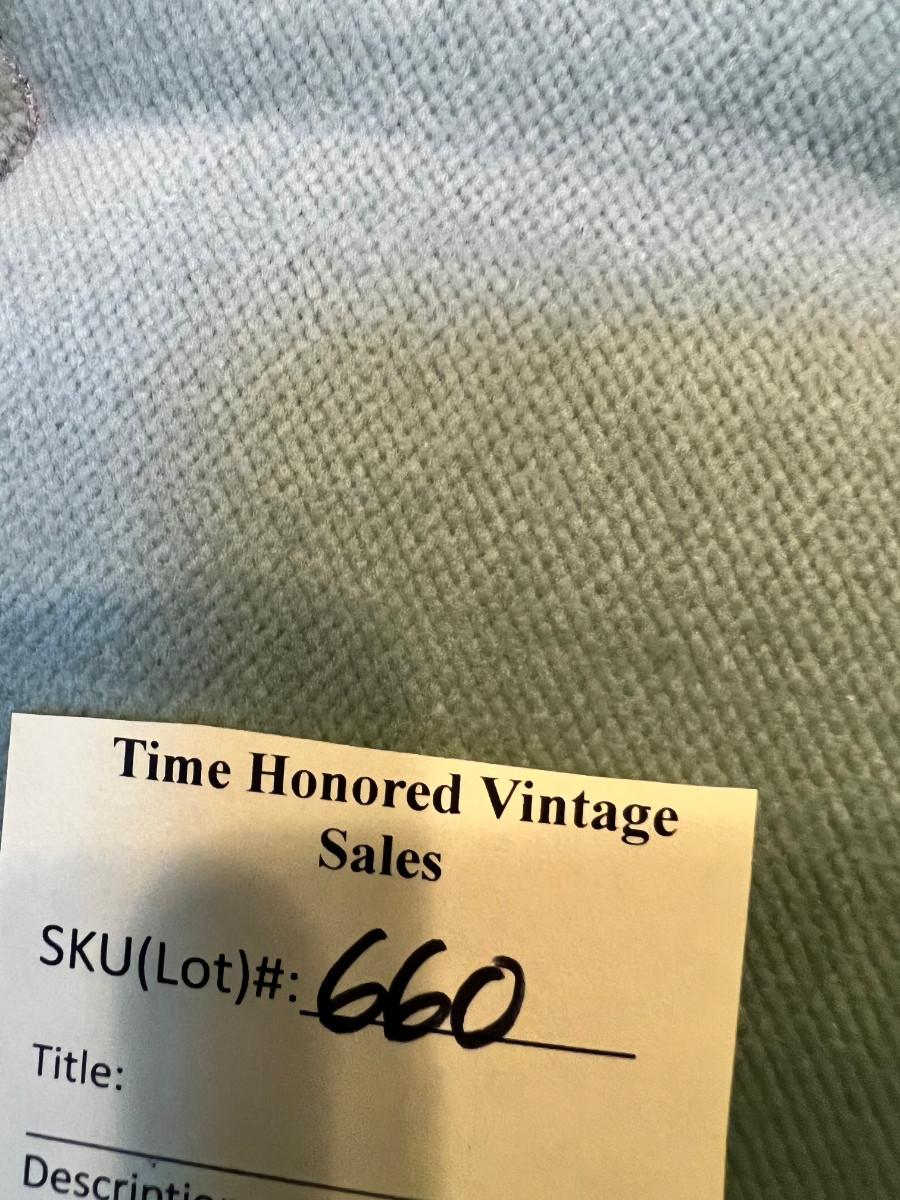 Time Honored Vintage
Sales
SKU(Lot)#: 660
Title: